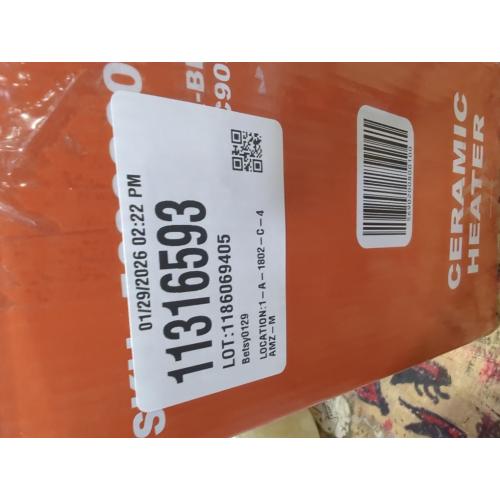 01/29/2026 02:22 PM
11316593
LOT:1186069405
Betsy0129
LOCATION:1-A-1802-C-4
AMZ-M
CERAMIC
HEATER